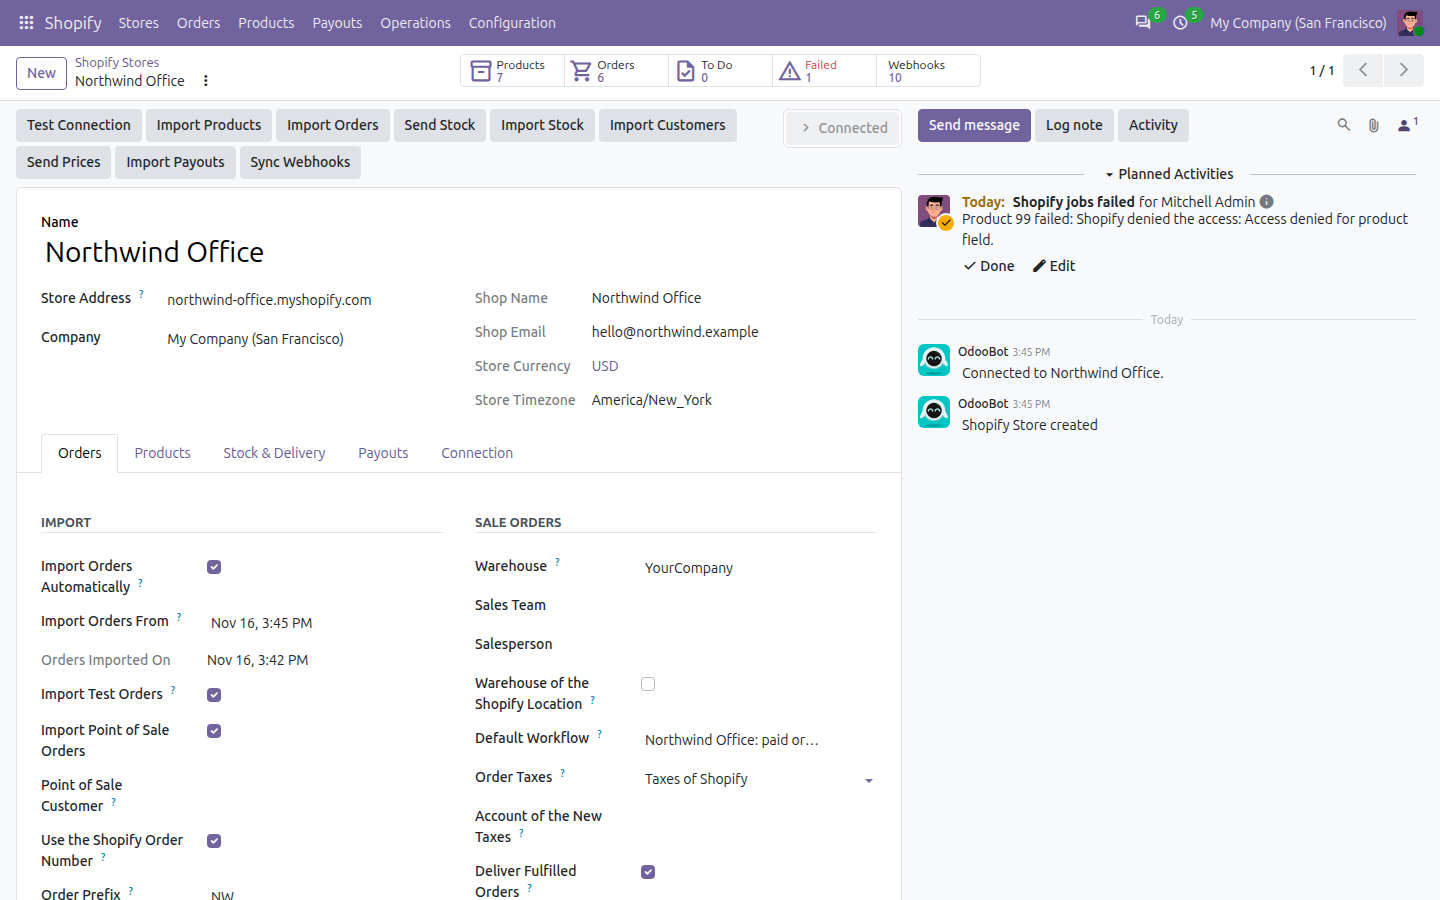 Shopify Stores Orders Products Payouts Operations Configuration 6 5 My Company (San Francisco)
New
Shopify Stores
Northwind Office
Products 7
Orders 6
To Do 0
Failed 1
Webhooks 10
1 / 1
Test Connection Import Products Import Orders Send Stock Import Stock Import Customers
Send Prices Import Payouts Sync Webhooks
Connected
Send message Log note Activity 1
Name
Northwind Office
Store Address ? northwind-office.myshopify.com
Company My Company (San Francisco)
Shop Name Northwind Office
Shop Email hello@northwind.example
Store Currency USD
Store Timezone America/New_York
Orders Products Stock & Delivery Payouts Connection
IMPORT
Import Orders
Automatically ?
Import Orders From ? Nov 16, 3:45 PM
Orders Imported On Nov 16, 3:42 PM
Import Test Orders ?
Import Point of Sale
Orders
Point of Sale
Customer ?
Use the Shopify Order
Number ?
Order Prefix ? NW
SALE ORDERS
Warehouse ? YourCompany
Sales Team
Salesperson
Warehouse of the
Shopify Location ?
Default Workflow ? Northwind Office: paid or…
Order Taxes ? Taxes of Shopify
Account of the New
Taxes ?
Deliver Fulfilled
Orders ?
Planned Activities
Today: Shopify jobs failed for Mitchell Admin
Product 99 failed: Shopify denied the access: Access denied for product
field.
Done Edit
Today
OdooBot 3:45 PM
Connected to Northwind Office.
OdooBot 3:45 PM
Shopify Store created